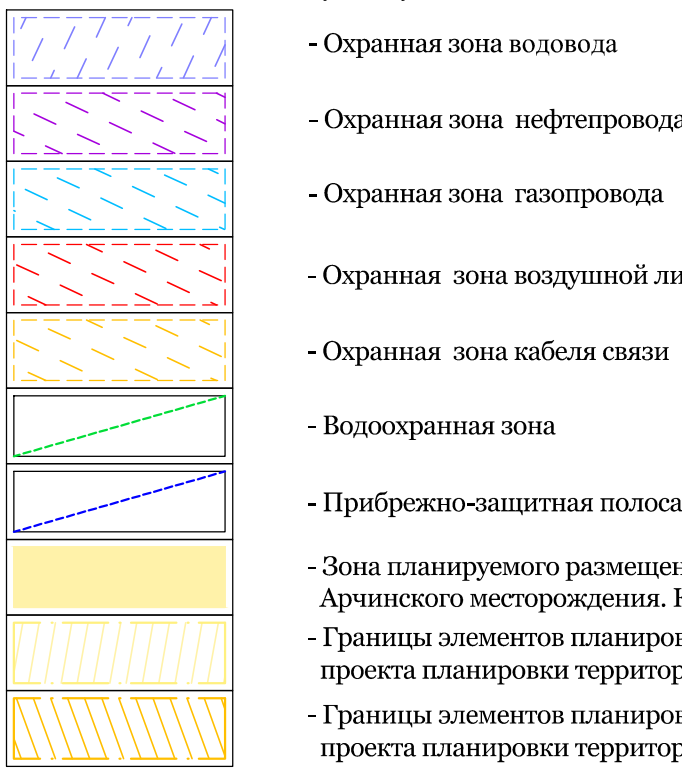 - Охранная зона водовода
- Охранная зона нефтепровода
- Охранная зона газопровода
- Охранная зона воздушной
- Охранная зона кабеля связи
- Водоохранная зона
- Прибрежно-защитная полоса
- Зона планируемого
Арчинского месторождения.
- Границы элементов
проекта планировки
- Границы элементов
проекта планировки